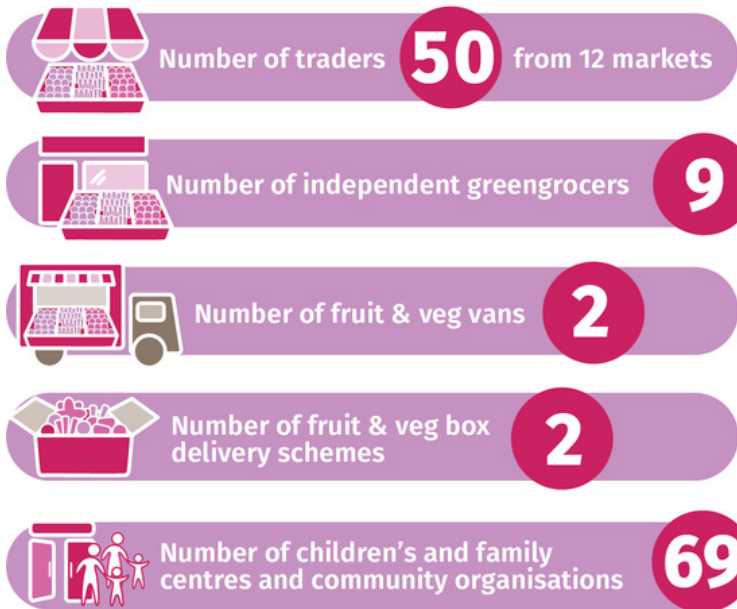 Number of traders 50 from 12 markets
Number of independent greengrocers 9
Number of fruit & veg vans 2
Number of fruit & veg box
delivery schemes 2
Number of children's and family
centres and community organisations 69